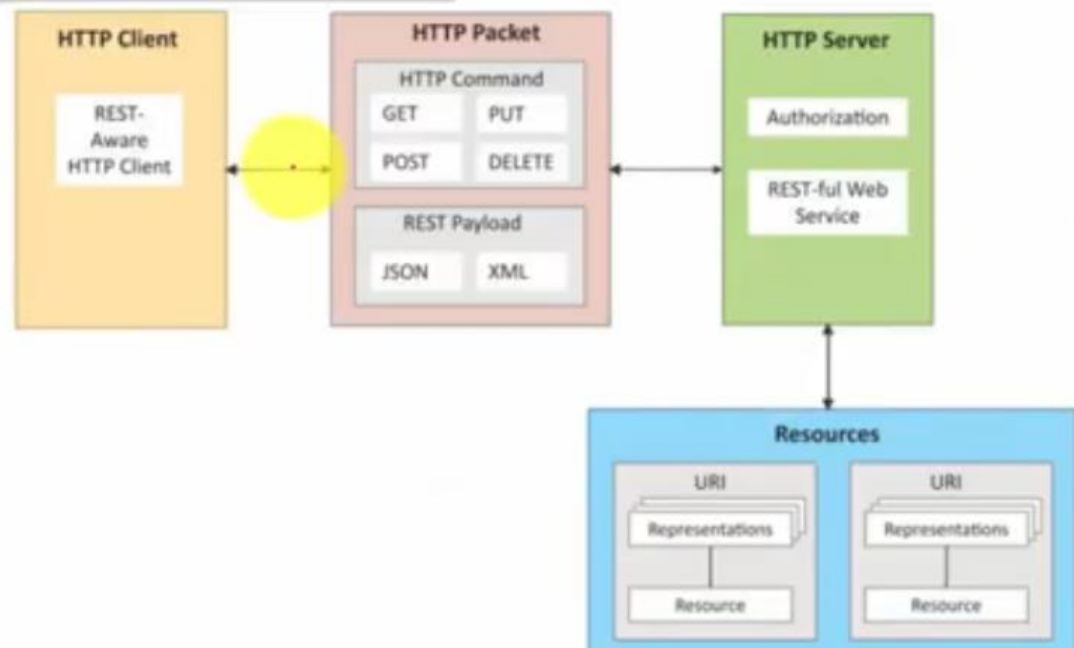 HTTP Client
REST-
Aware
HTTP Client
HTTP Packet
HTTP Command
GET
PUT
POST
DELETE
REST Payload
JSON
XML
HTTP Server
Authorization
REST-ful Web
Service
Resources
URI
Representations
Resource
URI
Representations
Resource